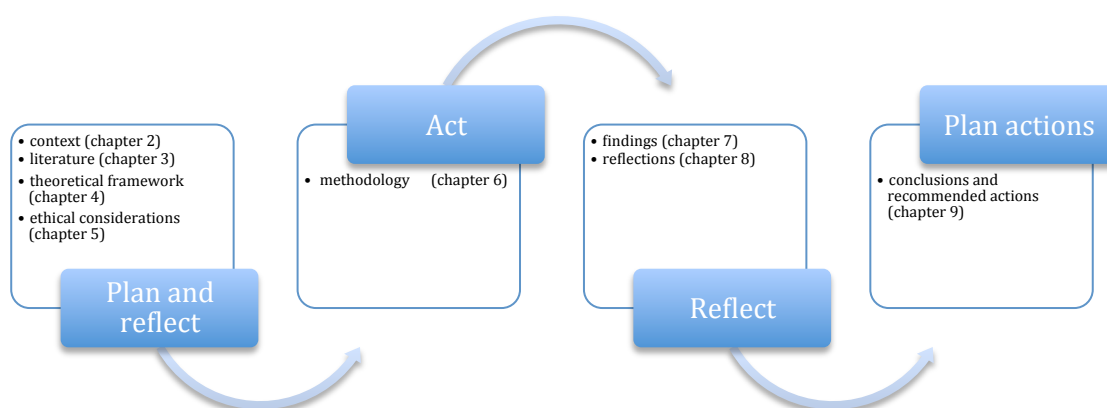 • context (chapter 2)
• literature (chapter 3)
• theoretical framework
(chapter 4)
• ethical considerations
(chapter 5)
Plan and
reflect
Act
• methodology (chapter 6)
• findings (chapter 7)
• reflections (chapter 8)
Reflect
Plan actions
• conclusions and
recommended actions
(chapter 9)